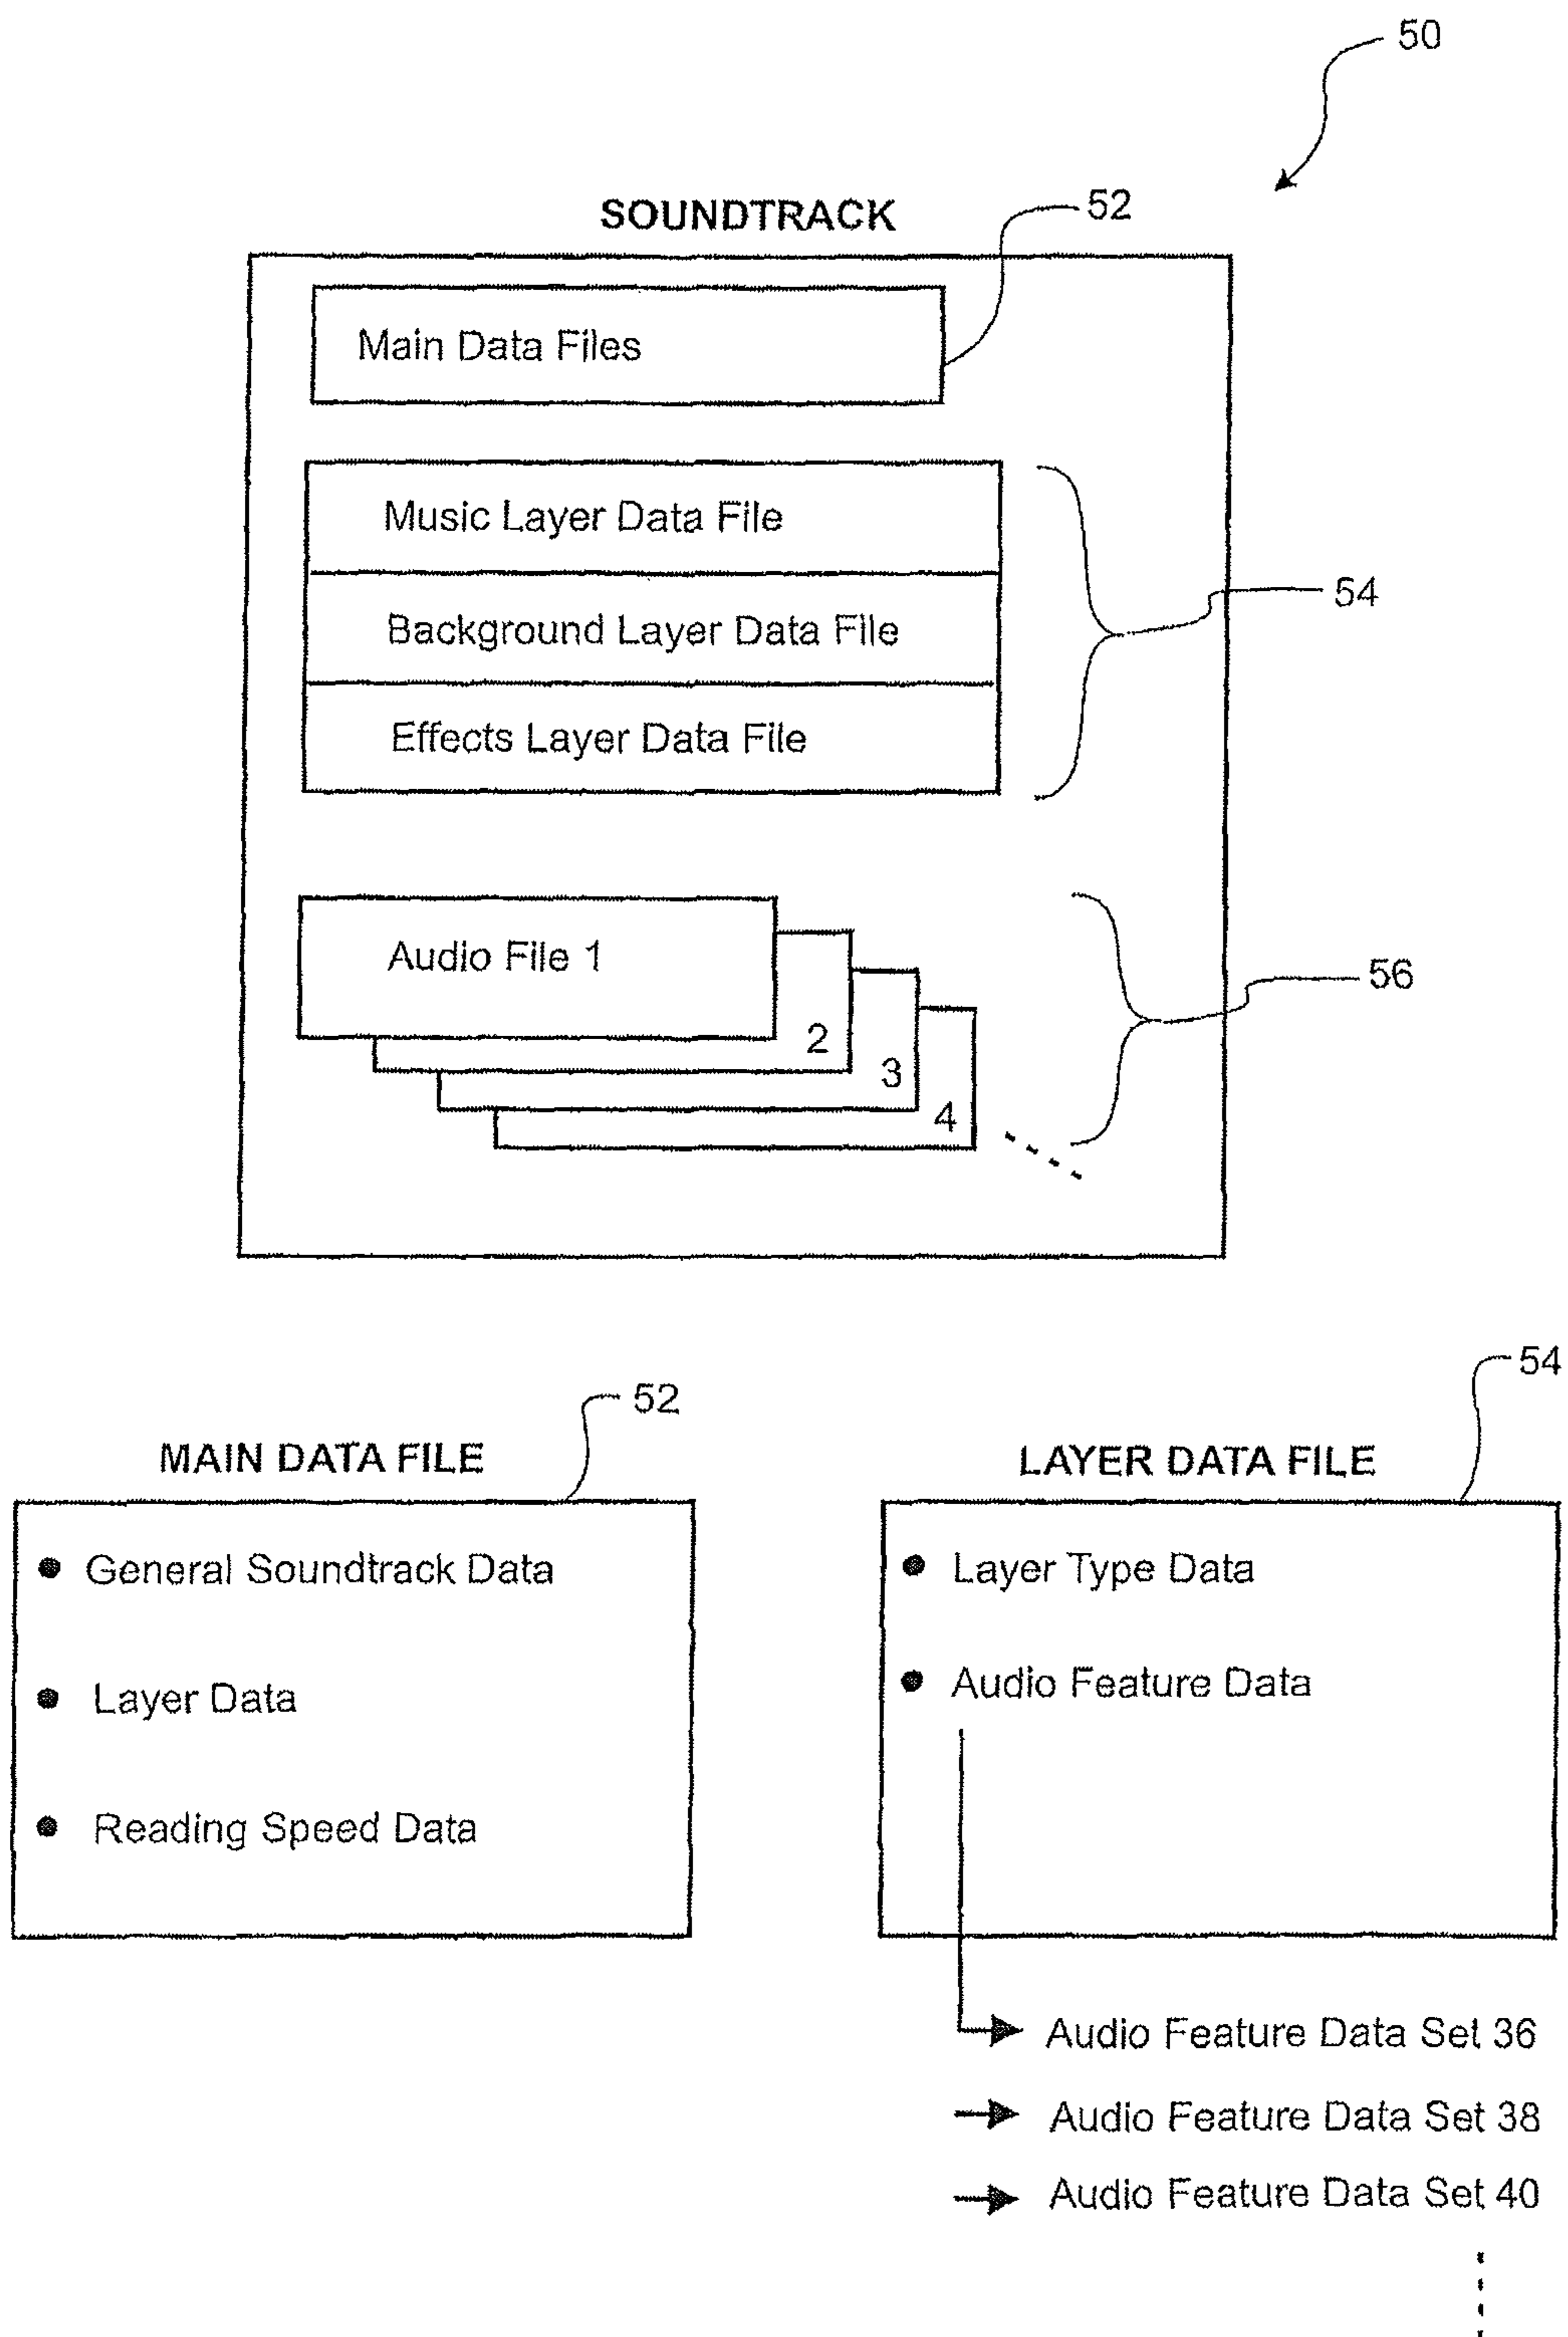 50
SOUNDTRACK
52
Main Data Files
Music Layer Data File
54
Background Layer Data File
Effects Layer Data File
Audio File 1
56
2
3
4
52
MAIN DATA FILE
• General Soundtrack Data
• Layer Data
• Reading Speed Data
54
LAYER DATA FILE
• Layer Type Data
• Audio Feature Data
Audio Feature Data Set 36
Audio Feature Data Set 38
Audio Feature Data Set 40